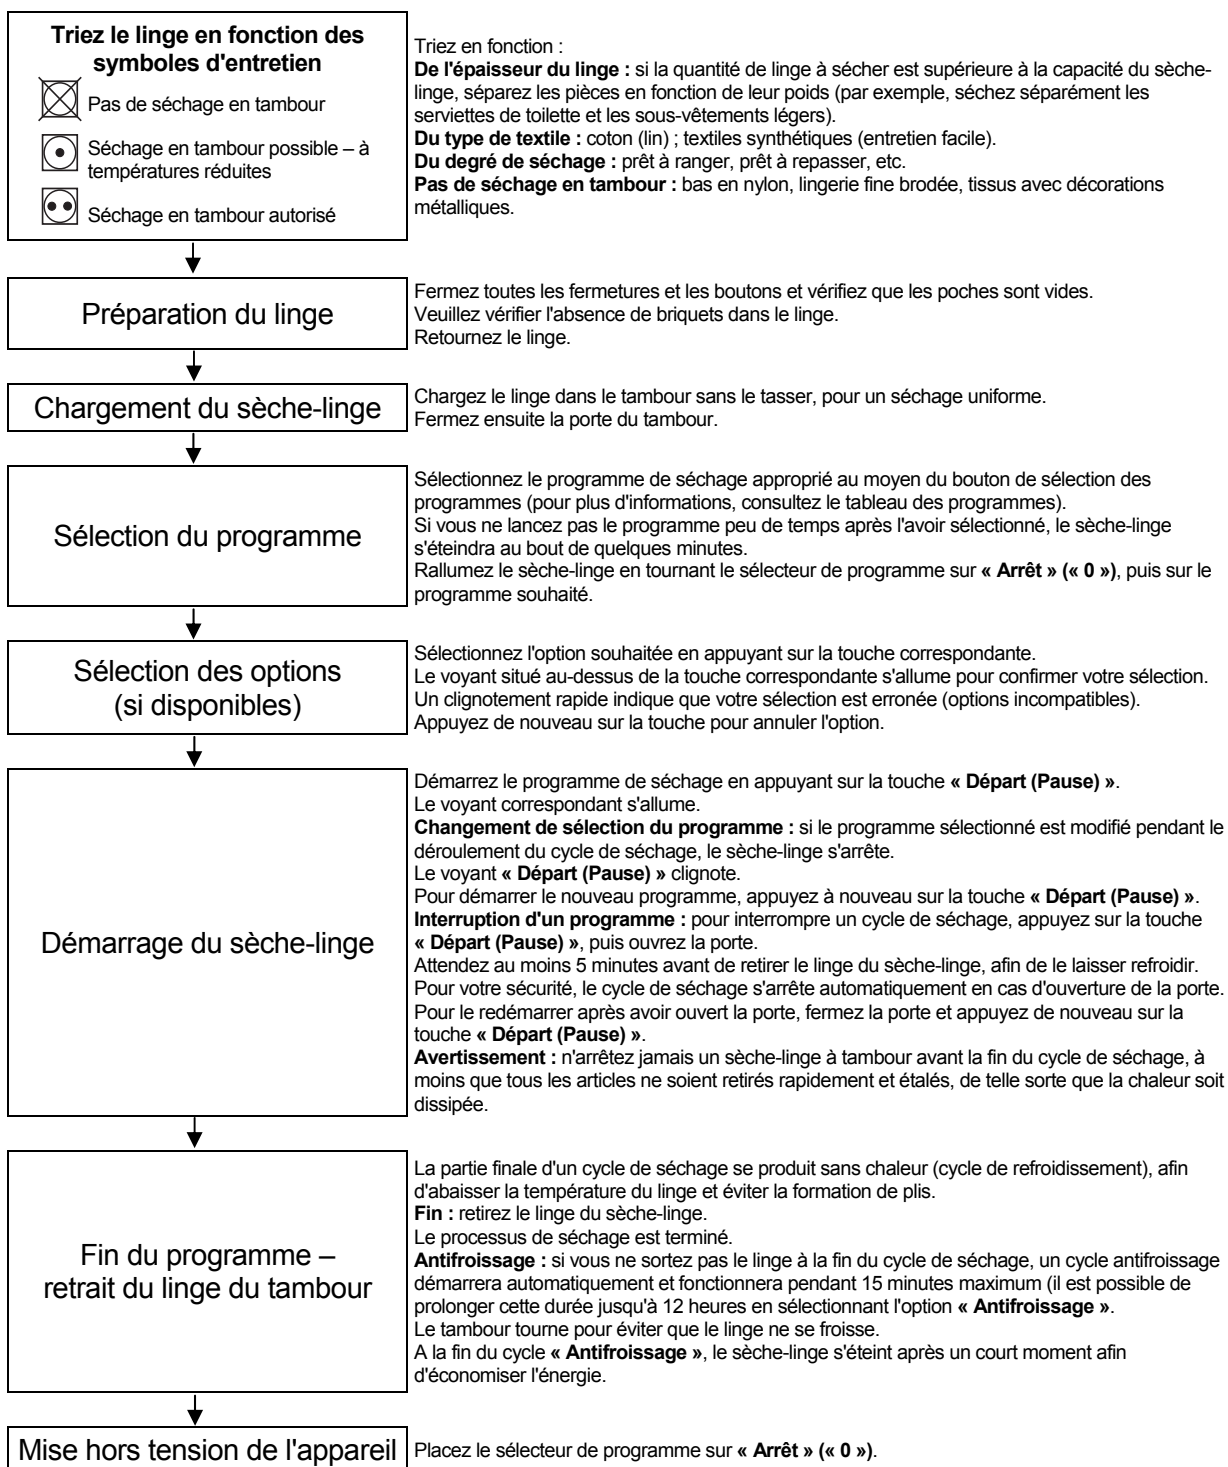 Triez le linge en fonction des
symboles d'entretien
Pas de séchage en tambour
Séchage en tambour possible – à
températures réduites
Séchage en tambour autorisé
Triez en fonction :
De l'épaisseur du linge : si la quantité de linge à sécher est supérieure à la capacité du sèche-
linge, séparez les pièces en fonction de leur poids (par exemple, séchez séparément les
serviettes de toilette et les sous-vêtements légers).
Du type de textile : coton (lin) ; textiles synthétiques (entretien facile).
Du degré de séchage : prêt à ranger, prêt à repasser, etc.
Pas de séchage en tambour : bas en nylon, lingerie fine brodée, tissus avec décorations
métalliques.
Préparation du linge
Fermez toutes les fermetures et les boutons et vérifiez que les poches sont vides.
Veuillez vérifier l'absence de briquets dans le linge.
Retournez le linge.
Chargement du sèche-linge
Chargez le linge dans le tambour sans le tasser, pour un séchage uniforme.
Fermez ensuite la porte du tambour.
Sélection du programme
Sélectionnez le programme de séchage approprié au moyen du bouton de sélection des
programmes (pour plus d'informations, consultez le tableau des programmes).
Si vous ne lancez pas le programme peu de temps après l'avoir sélectionné, le sèche-linge
s'éteindra au bout de quelques minutes.
Rallumez le sèche-linge en tournant le sélecteur de programme sur « Arrêt » (« 0 »), puis sur le
programme souhaité.
Sélection des options
(si disponibles)
Sélectionnez l'option souhaitée en appuyant sur la touche correspondante.
Le voyant situé au-dessus de la touche correspondante s'allume pour confirmer votre sélection.
Un clignotement rapide indique que votre sélection est erronée (options incompatibles).
Appuyez de nouveau sur la touche pour annuler l'option.
Démarrage du sèche-linge
Démarrez le programme de séchage en appuyant sur la touche « Départ (Pause) ».
Le voyant correspondant s'allume.
Changement de sélection du programme : si le programme sélectionné est modifié pendant le
déroulement du cycle de séchage, le sèche-linge s'arrête.
Le voyant « Départ (Pause) » clignote.
Pour démarrer le nouveau programme, appuyez à nouveau sur la touche « Départ (Pause) ».
Interruption d'un programme : pour interrompre un cycle de séchage, appuyez sur la touche
« Départ (Pause) », puis ouvrez la porte.
Attendez au moins 5 minutes avant de retirer le linge du sèche-linge, afin de le laisser refroidir.
Pour votre sécurité, le cycle de séchage s'arrête automatiquement en cas d'ouverture de la porte.
Pour le redémarrer après avoir ouvert la porte, fermez la porte et appuyez de nouveau sur la
touche « Départ (Pause) ».
Avertissement : n'arrêtez jamais un sèche-linge à tambour avant la fin du cycle de séchage, à
moins que tous les articles ne soient retirés rapidement et étalés, de telle sorte que la chaleur soit
dissipée.
Fin du programme –
retrait du linge du tambour
La partie finale d'un cycle de séchage se produit sans chaleur (cycle de refroidissement), afin
d'abaisser la température du linge et éviter la formation de plis.
Fin : retirez le linge du sèche-linge.
Le processus de séchage est terminé.
Antifroissage : si vous ne sortez pas le linge à la fin du cycle de séchage, un cycle antifroissage
démarrera automatiquement et fonctionnera pendant 15 minutes maximum (il est possible de
prolonger cette durée jusqu'à 12 heures en sélectionnant l'option « Antifroissage ».
Le tambour tourne pour éviter que le linge ne se froisse.
A la fin du cycle « Antifroissage », le sèche-linge s'éteint après un court moment afin
d'économiser l'énergie.
Mise hors tension de l'appareil
Placez le sélecteur de programme sur « Arrêt » (« 0 »).